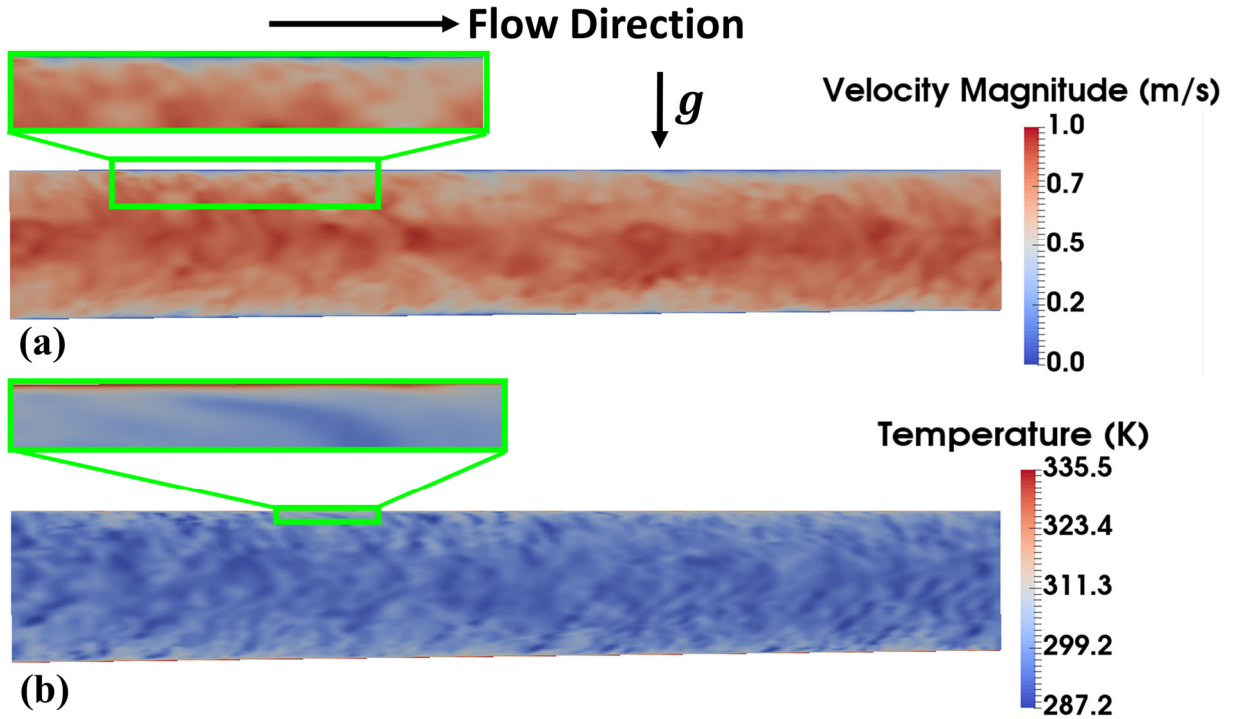 Flow Direction
g
Velocity Magnitude (m/s)
1.0
0.7
0.5
0.2
0.0
(a)
Temperature (K)
335.5
323.4
311.3
299.2
287.2
(b)